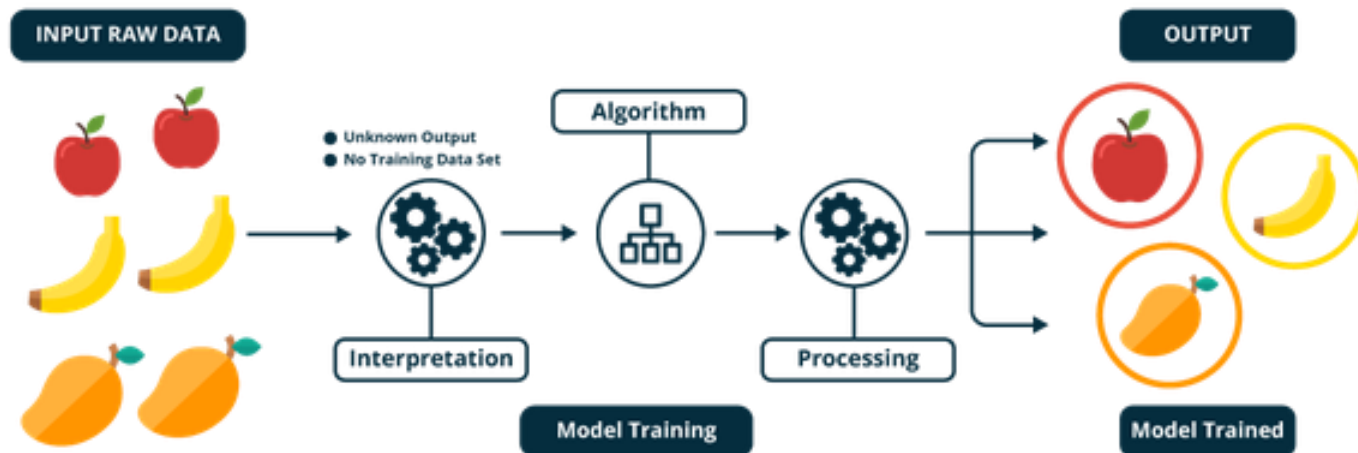 INPUT RAW DATA
OUTPUT
Algorithm
Unknown Output
No Training Data Set
Interpretation
Processing
Model Training
Model Trained